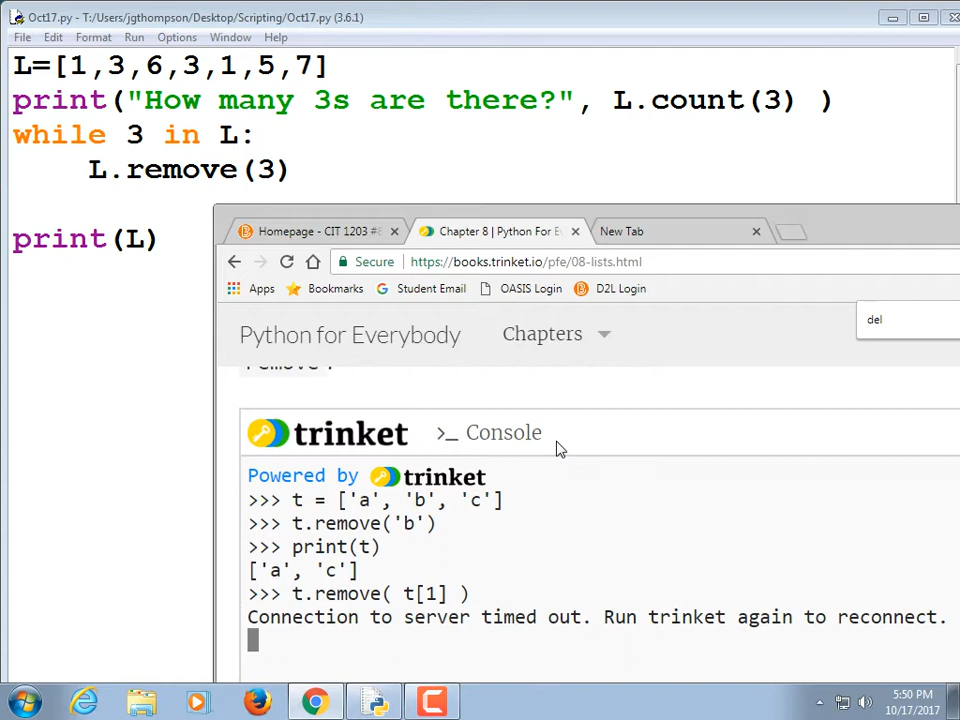 Oct17.py - T:/Users/jgthompson/Desktop/Scripting/Oct17.py (3.6.1)
File Edit Format Run Options Window Help
L=[1,3,6,3,1,5,7]
print("How many 3s are there?", L.count(3) )
while 3 in L:
    L.remove(3)
print(L)
Homepage - CIT 1203 #8
Chapter 8 | Python For E
New Tab
Secure https://books.trinket.io/pfe/08-lists.html
Apps Bookmarks Student Email OASIS Login D2L Login
del
Python for Everybody Chapters
remove
trinket >_ Console
Powered by trinket
>>> t = ['a', 'b', 'c']
>>> t.remove('b')
>>> print(t)
['a', 'c']
>>> t.remove( t[1] )
Connection to server timed out. Run trinket again to reconnect.
5:50 PM
10/17/2017